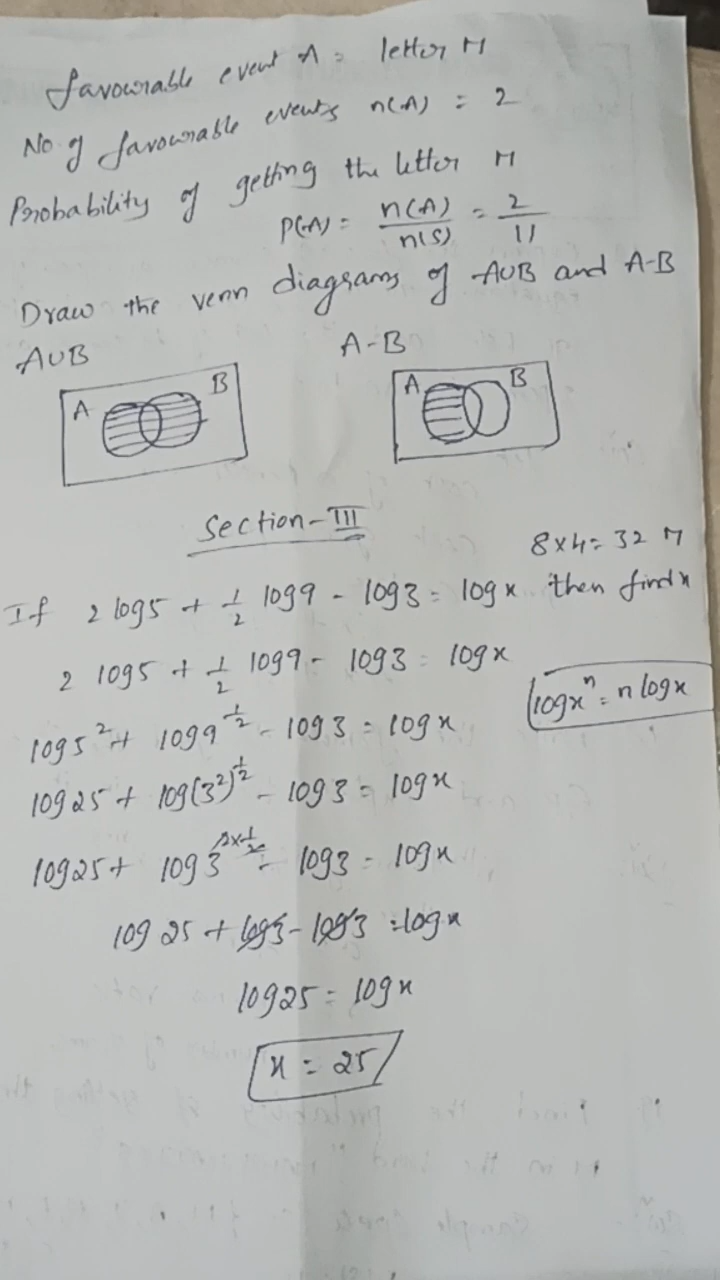 favourable event A = letter M
No of favourable events n(A) = 2
Probability of getting the letter M
P(A) = n(A)/n(S) = 2/11
Draw the venn diagrams of A∪B and A-B
A∪B A-B
A B A B
Section-III
8×4=32 M
If 2 log5 + 1/2 log9 - log3 = log x then find x
2 log5 + 1/2 log9 - log3 = log x
log x^n = n log x
log5^2 + log9^1/2 - log3 = log x
log25 + log(3^2)^1/2 - log3 = log x
log25 + log3^2×1/2 - log3 = log x
log 25 + log3 - log3 = log x
log25 = log x
x = 25